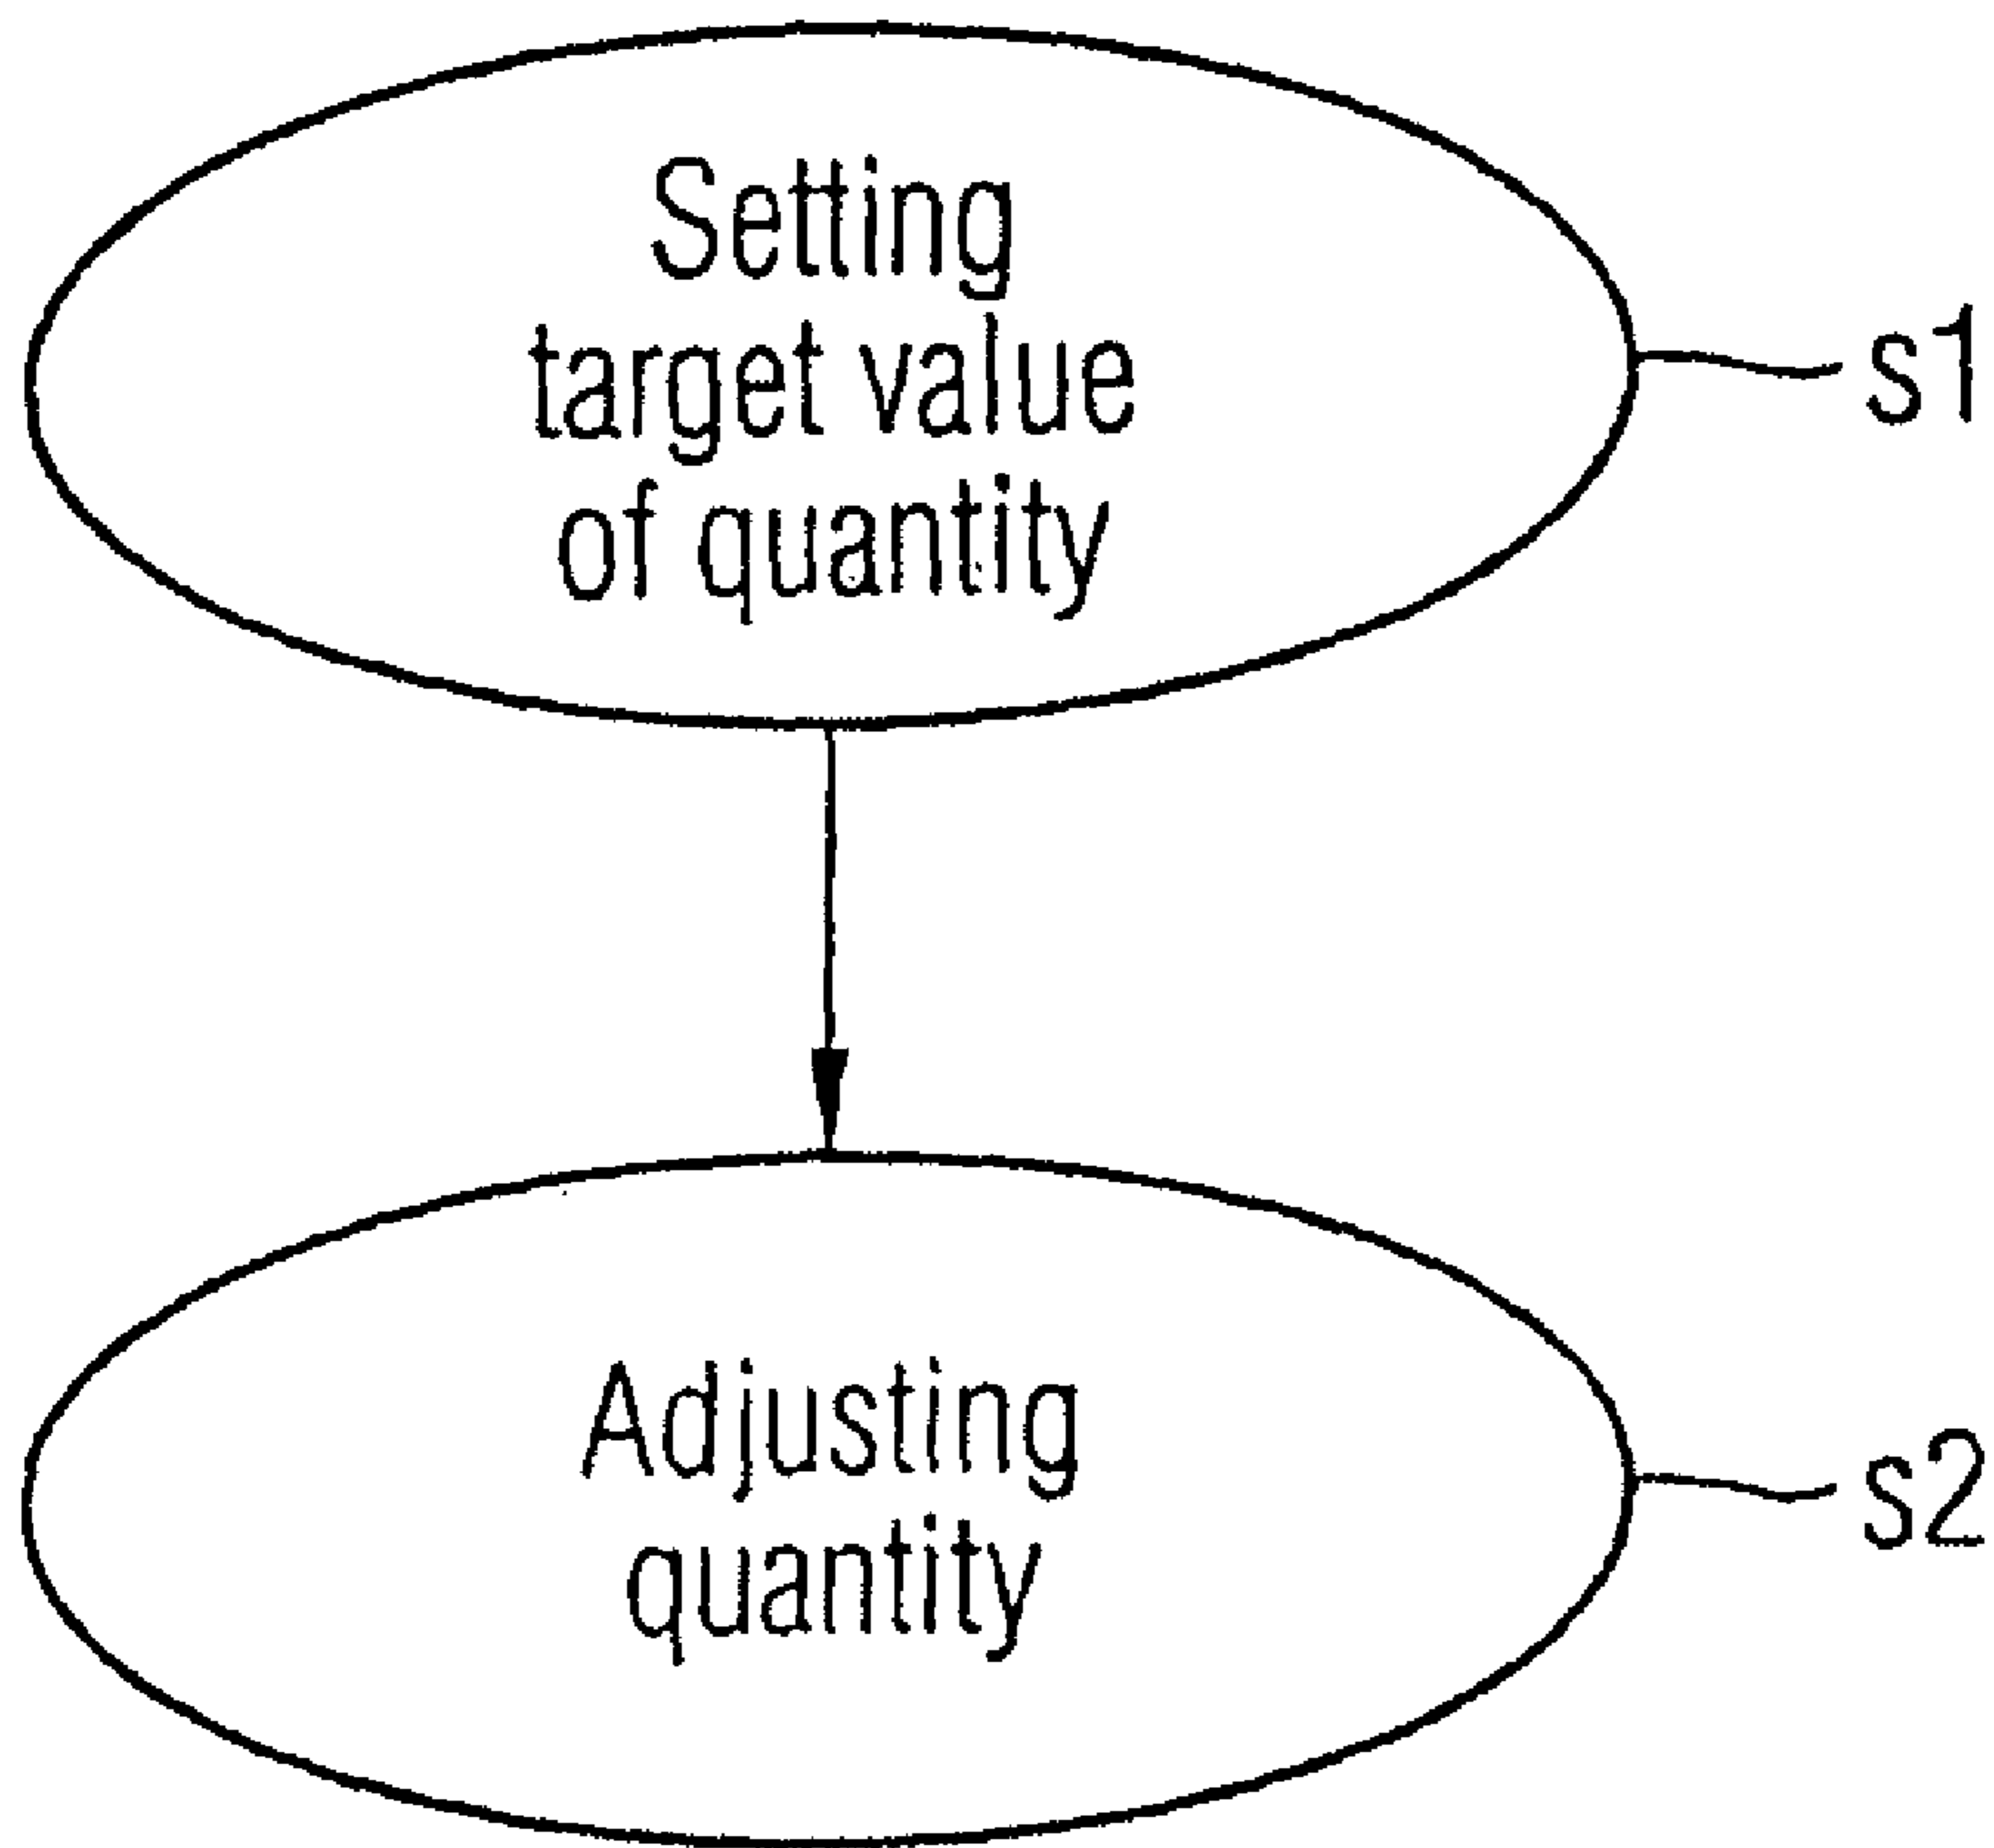 Setting
target value
of quantity
s1
Adjusting
quantity
s2